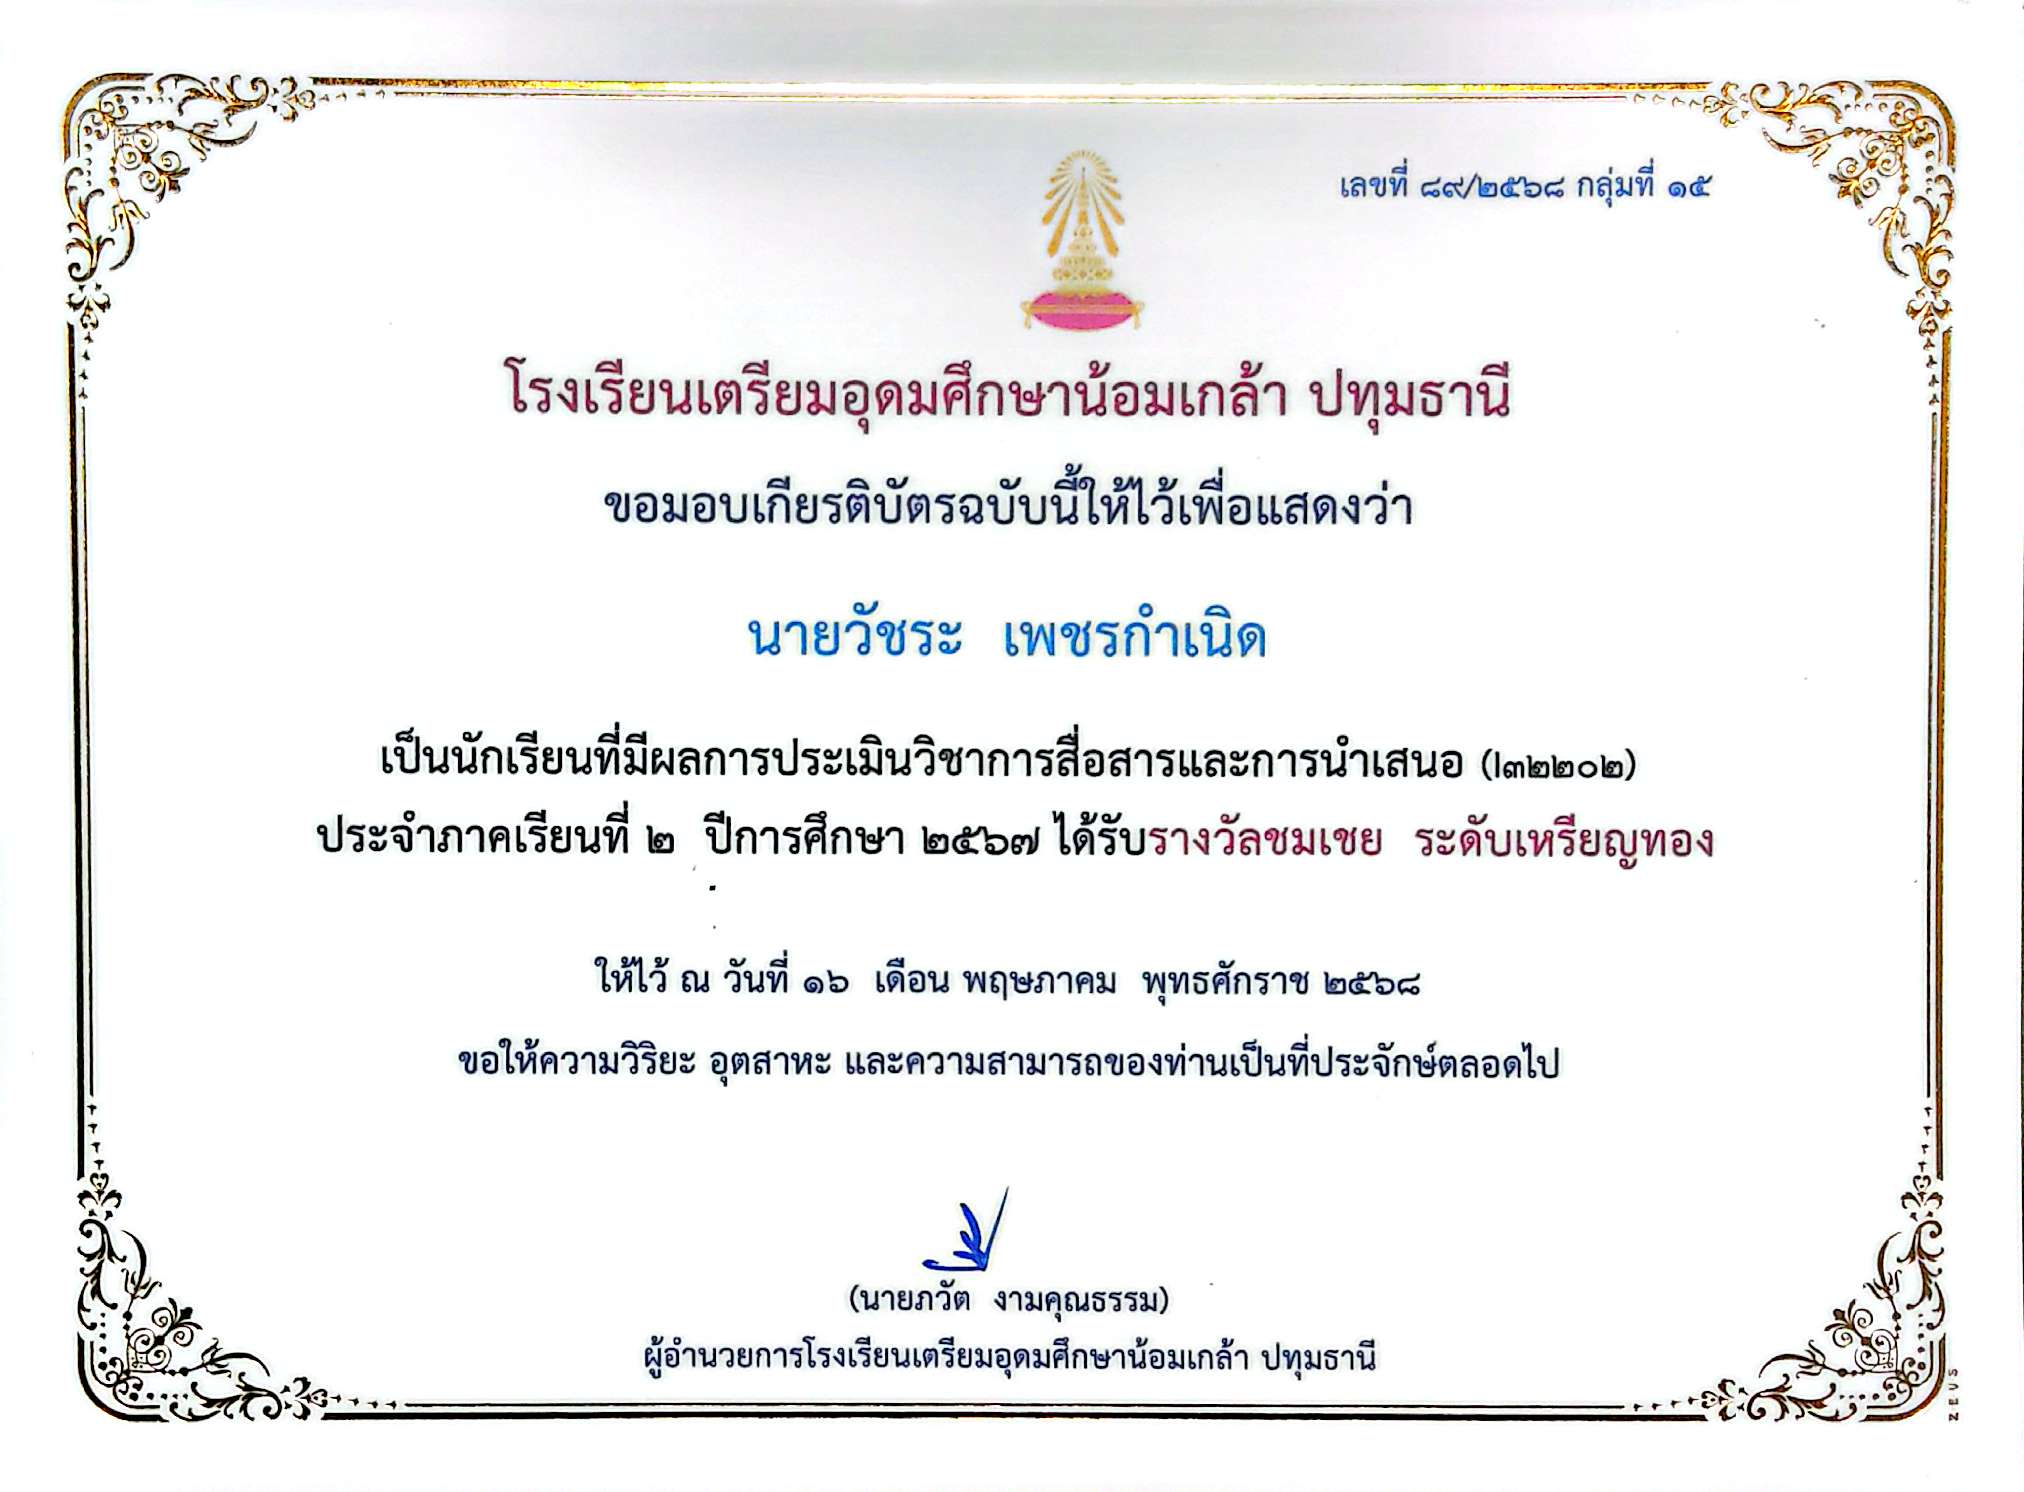 เลขที่ ๘๙/๒๕๖๘ กลุ่มที่ ๑๕
โรงเรียนเตรียมอุดมศึกษาน้อมเกล้า ปทุมธานี
ขอมอบเกียรติบัตรฉบับนี้ให้ไว้เพื่อแสดงว่า
นายวัชระ เพชรกำเนิด
เป็นนักเรียนที่มีผลการประเมินวิชาการสื่อสารและการนำเสนอ (I๓๒๒๐๒)
ประจำภาคเรียนที่ ๒ ปีการศึกษา ๒๕๖๗ ได้รับรางวัลชมเชย ระดับเหรียญทอง
ให้ไว้ ณ วันที่ ๑๖ เดือน พฤษภาคม พุทธศักราช ๒๕๖๘
ขอให้ความวิริยะ อุตสาหะ และความสามารถของท่านเป็นที่ประจักษ์ตลอดไป
(นายภวัต งามคุณธรรม)
ผู้อำนวยการโรงเรียนเตรียมอุดมศึกษาน้อมเกล้า ปทุมธานี
ZEUS